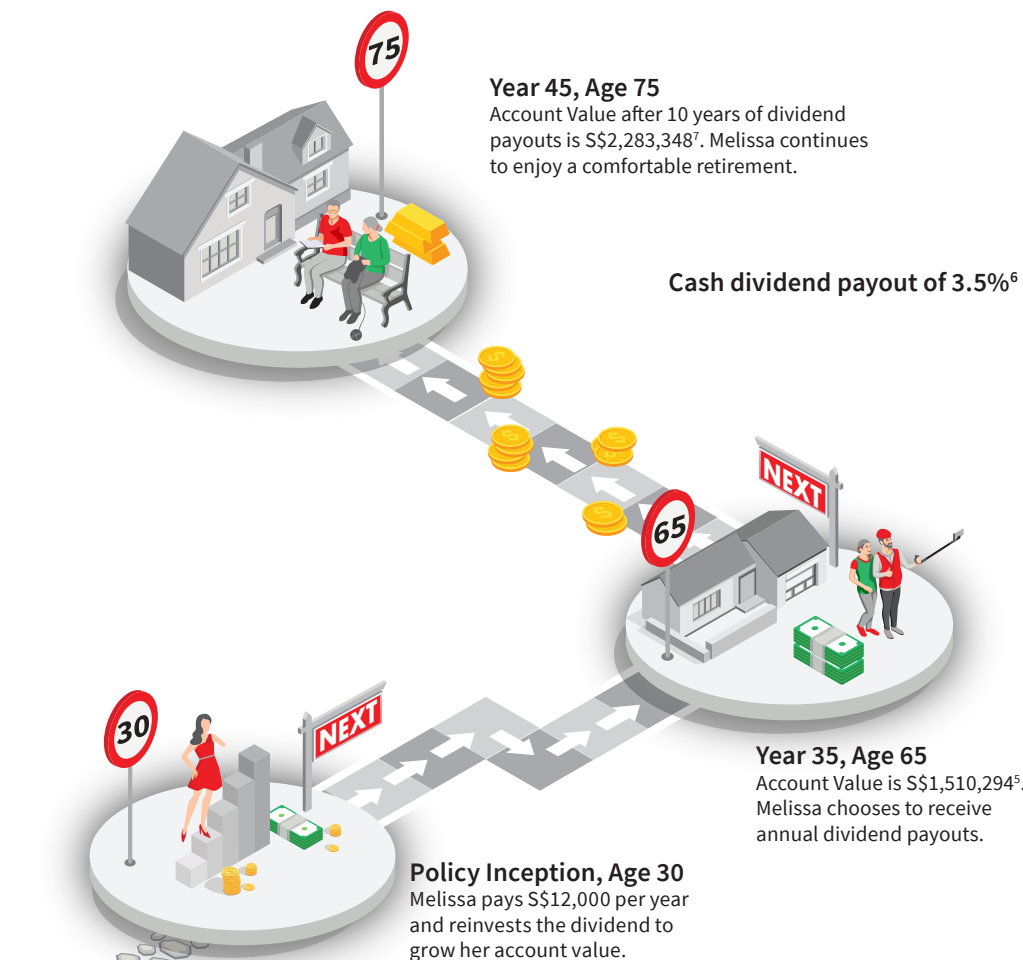 75
Year 45, Age 75
Account Value after 10 years of dividend
payouts is S$2,283,348⁷. Melissa continues
to enjoy a comfortable retirement.
Cash dividend payout of 3.5%⁶
NEXT
65
30
NEXT
Year 35, Age 65
Account Value is S$1,510,294⁵.
Melissa chooses to receive
annual dividend payouts.
Policy Inception, Age 30
Melissa pays S$12,000 per year
and reinvests the dividend to
grow her account value.